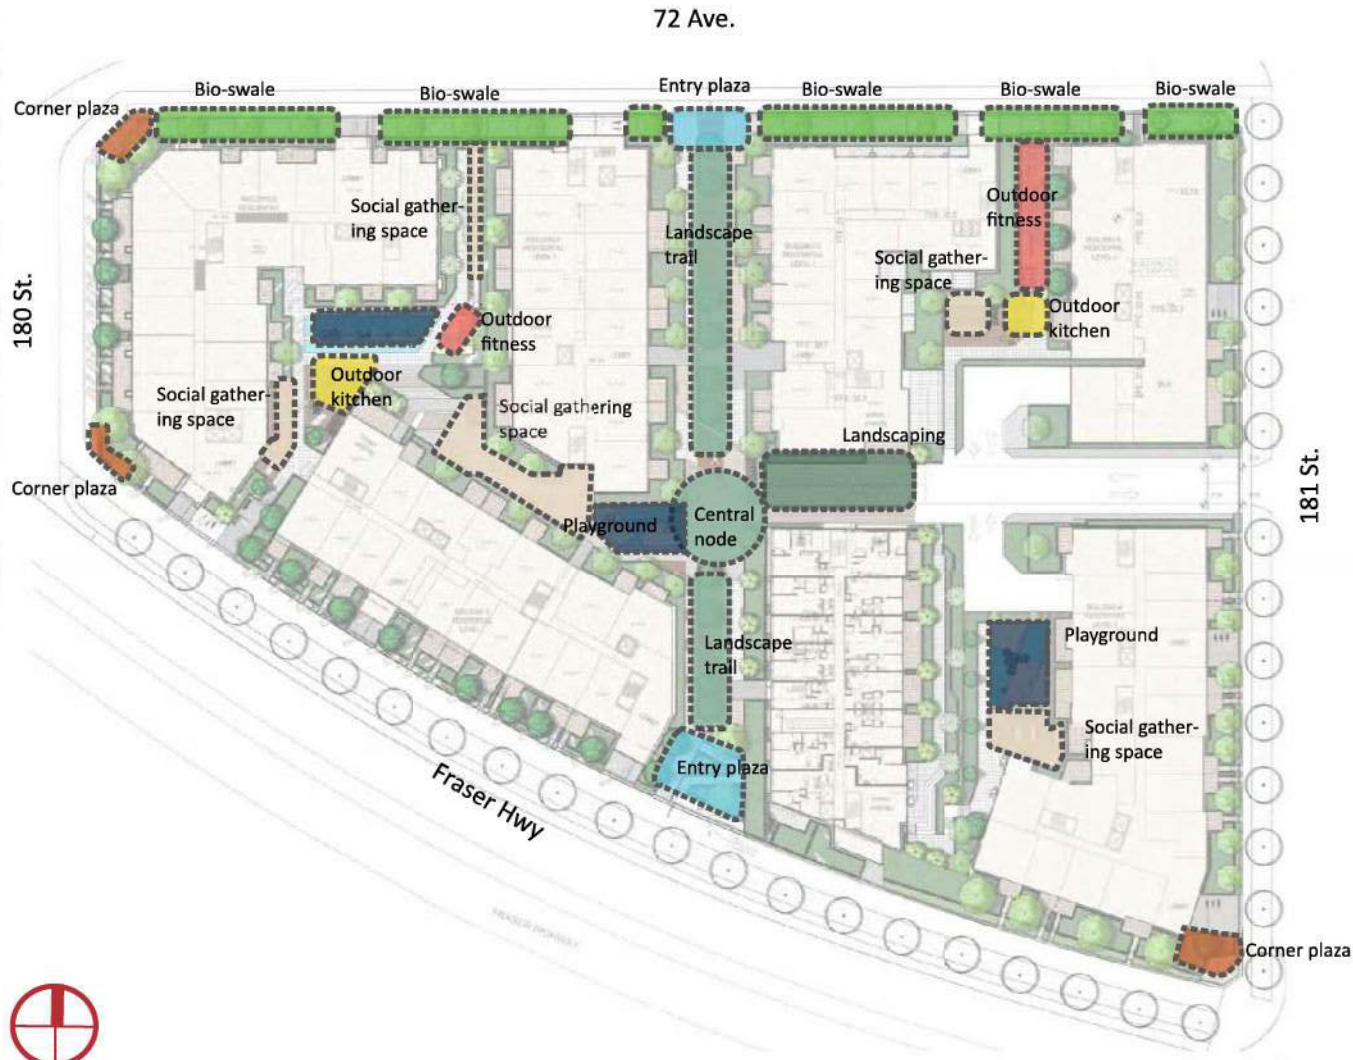 72 Ave.
Bio-swale
Bio-swale
Entry plaza
Bio-swale
Bio-swale
Bio-swale
Corner plaza
Social gather-
ing space
Landscape
trail
Outdoor
fitness
Social gather-
ing space
180 St.
Outdoor
fitness
Outdoor
kitchen
Outdoor
kitchen
Social gather-
ing space
Social gathering
space
Landscaping
Corner plaza
Playground
Central
node
181 St.
Landscape
trail
Playground
Social gather-
ing space
Entry plaza
Fraser Hwy
FRASER HIGHWAY
Corner plaza